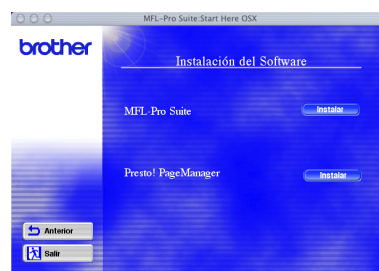 MFL-Pro Suite:Start Here OSX
brother
Instalación del Software
MFL-Pro Suite
Instalar
Presto! PageManager
Instalar
Anterior
Salir